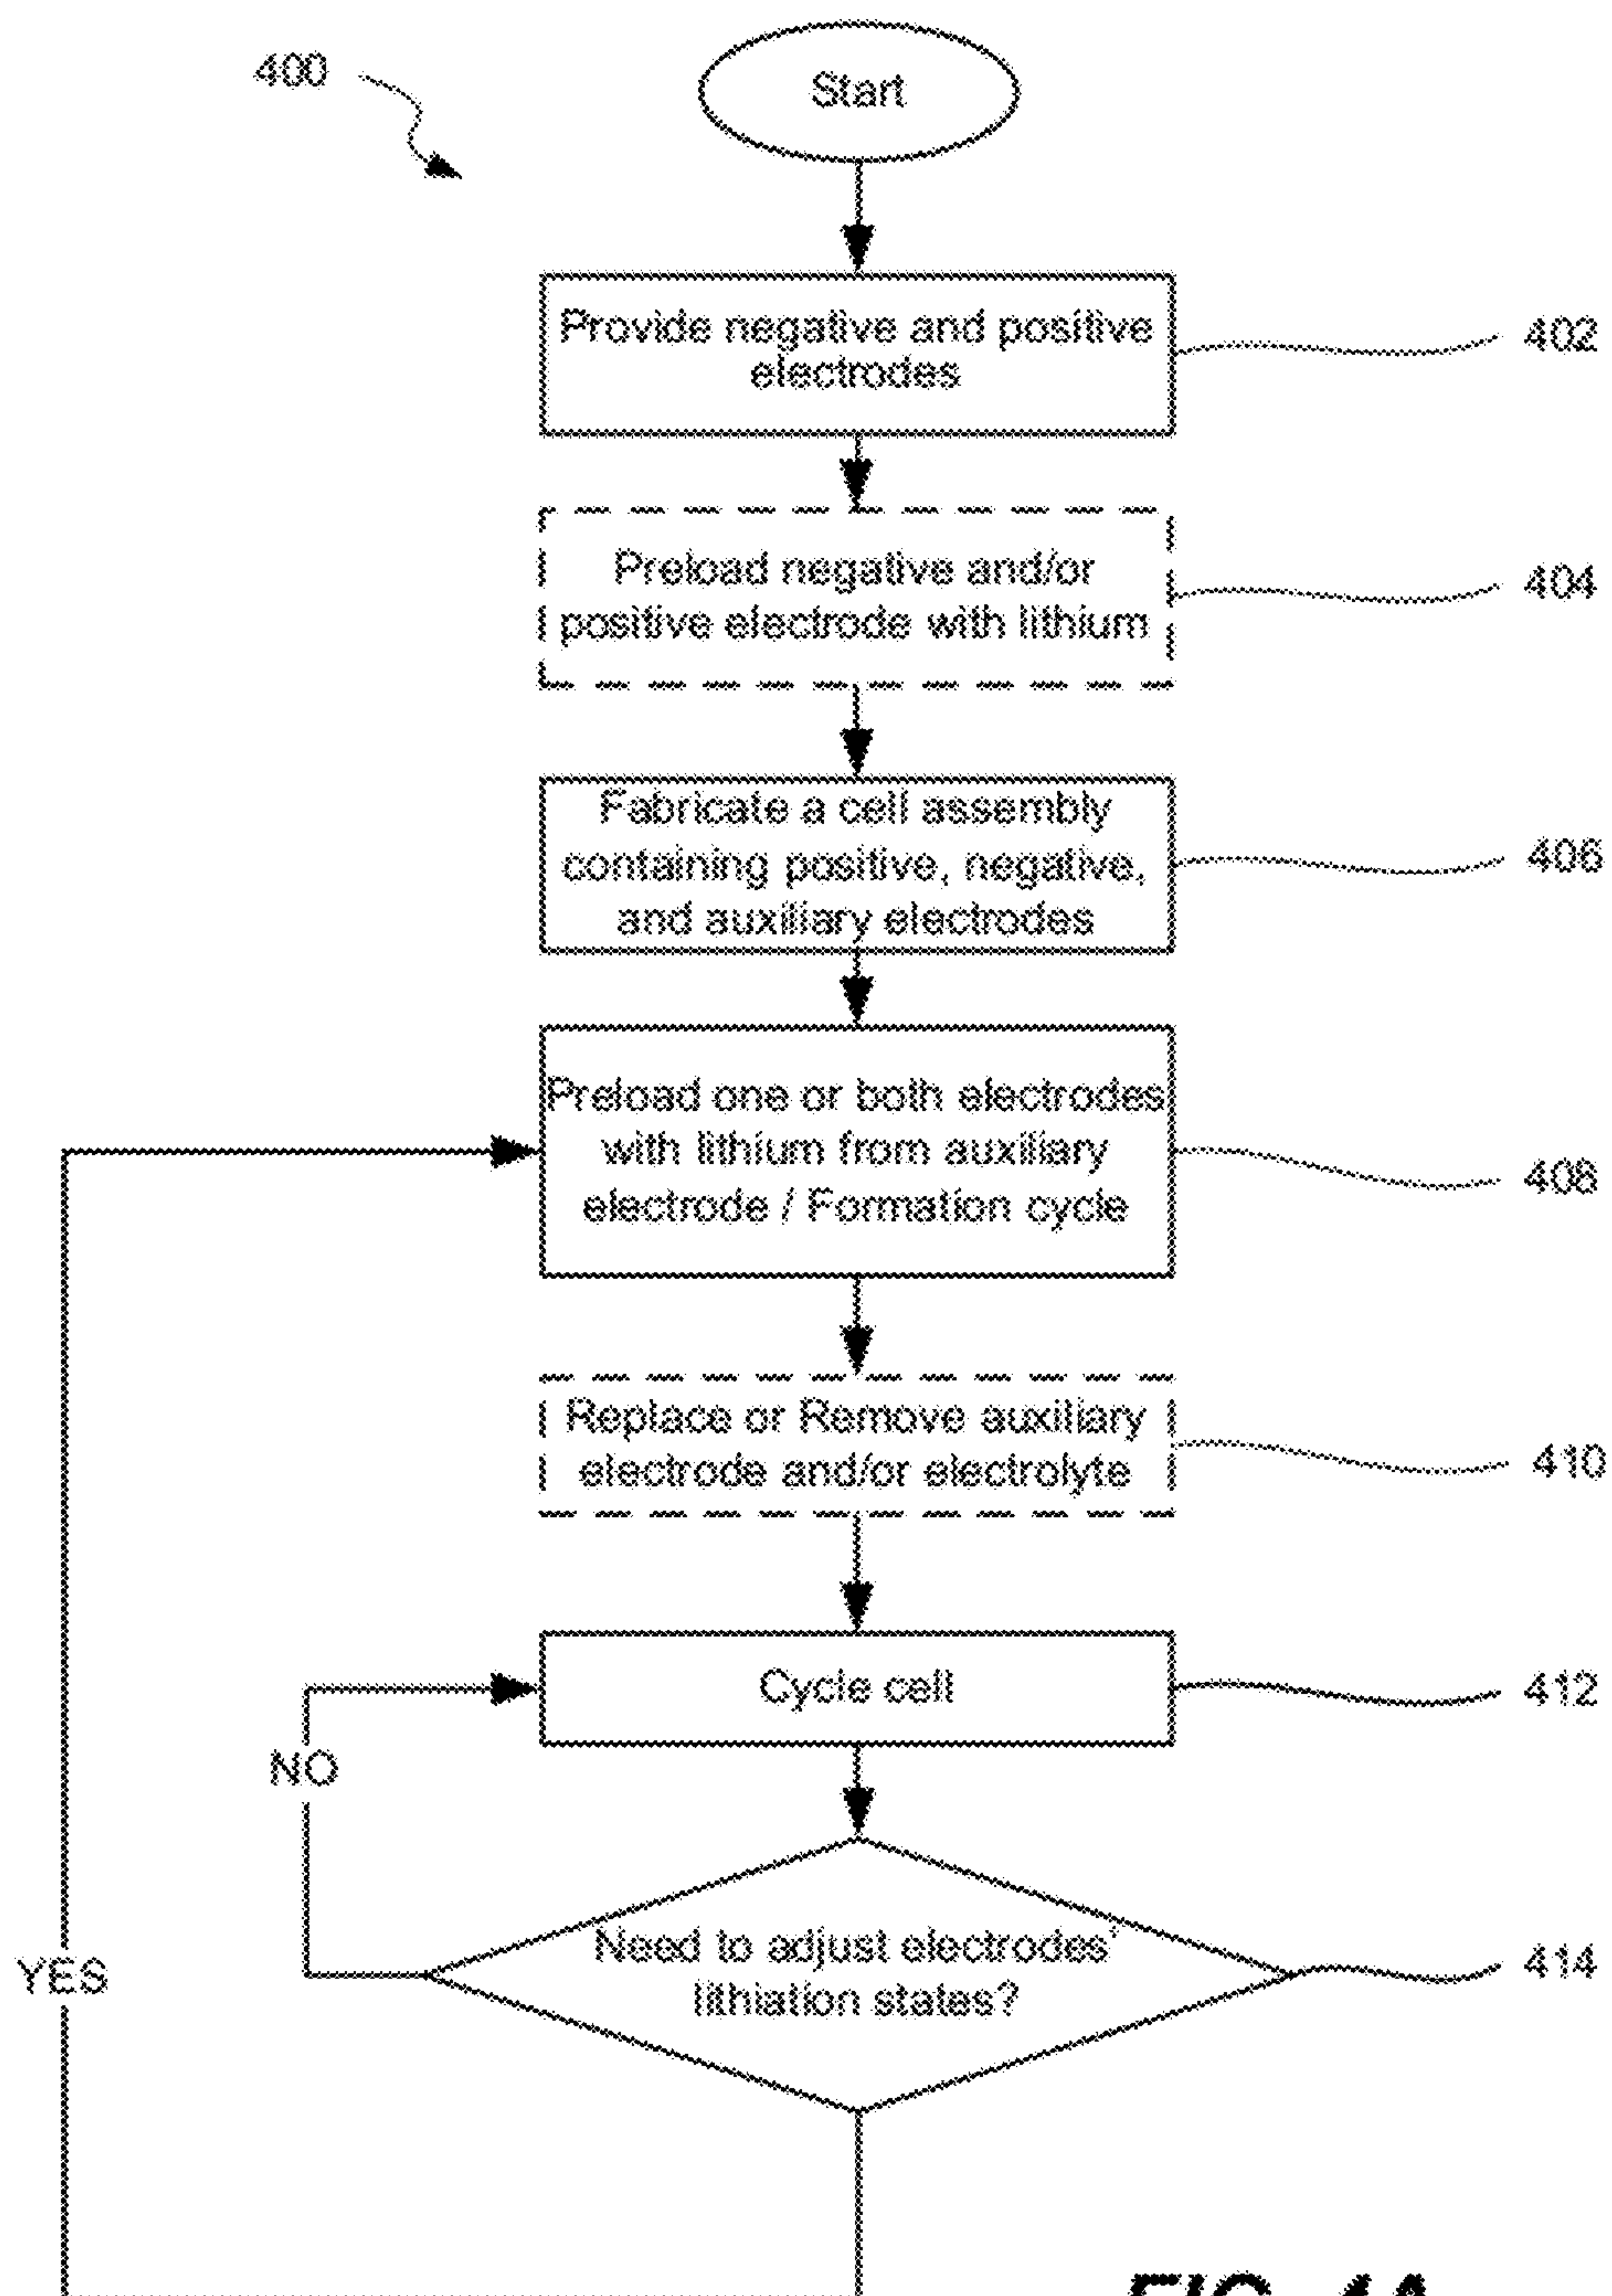 400
Start
Provide negative and positive
electrodes
402
Preload negative and/or
positive electrode with lithium
404
Fabricate a cell assembly
containing positive, negative,
and auxiliary electrodes
406
Preload one or both electrodes
with lithium from auxiliary
electrode / Formation cycle
408
Replace or Remove auxiliary
electrode and/or electrolyte
410
Cycle cell
412
NO
Need to adjust electrodes'
lithiation states?
414
YES
FIG. 4A